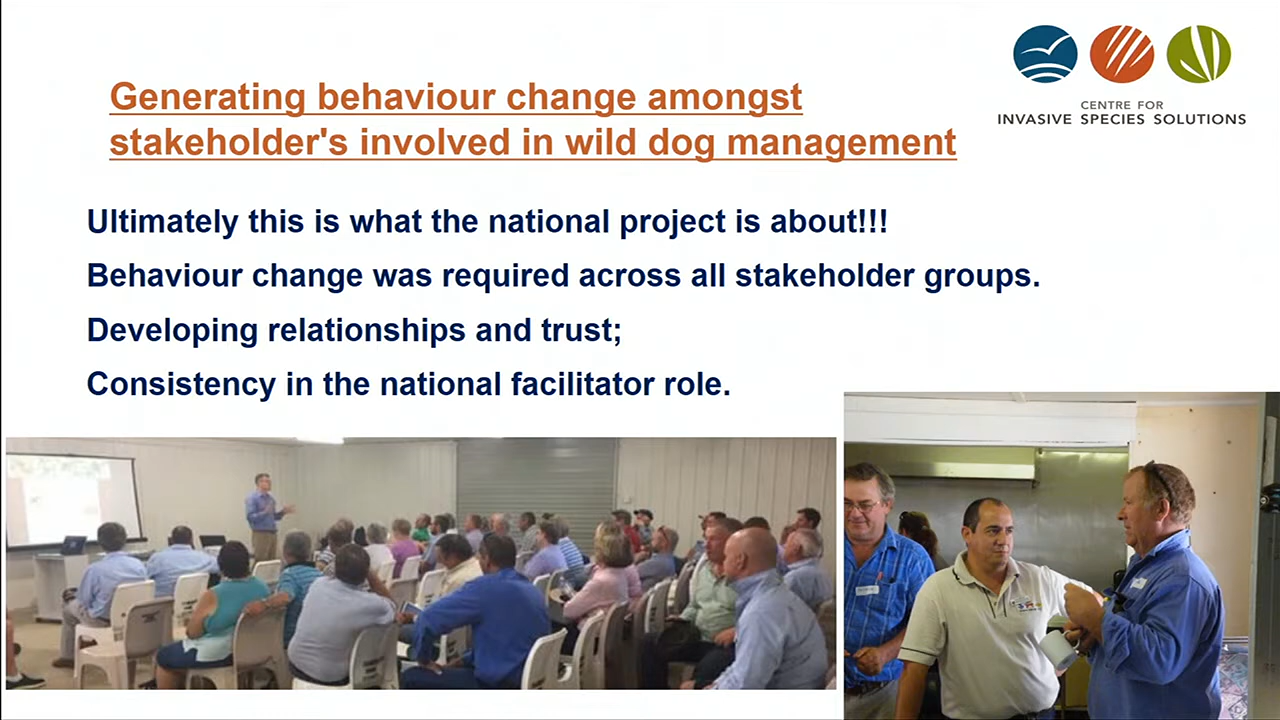 CENTRE FOR
INVASIVE SPECIES SOLUTIONS
Generating behaviour change amongst
stakeholder's involved in wild dog management
Ultimately this is what the national project is about!!!
Behaviour change was required across all stakeholder groups.
Developing relationships and trust;
Consistency in the national facilitator role.